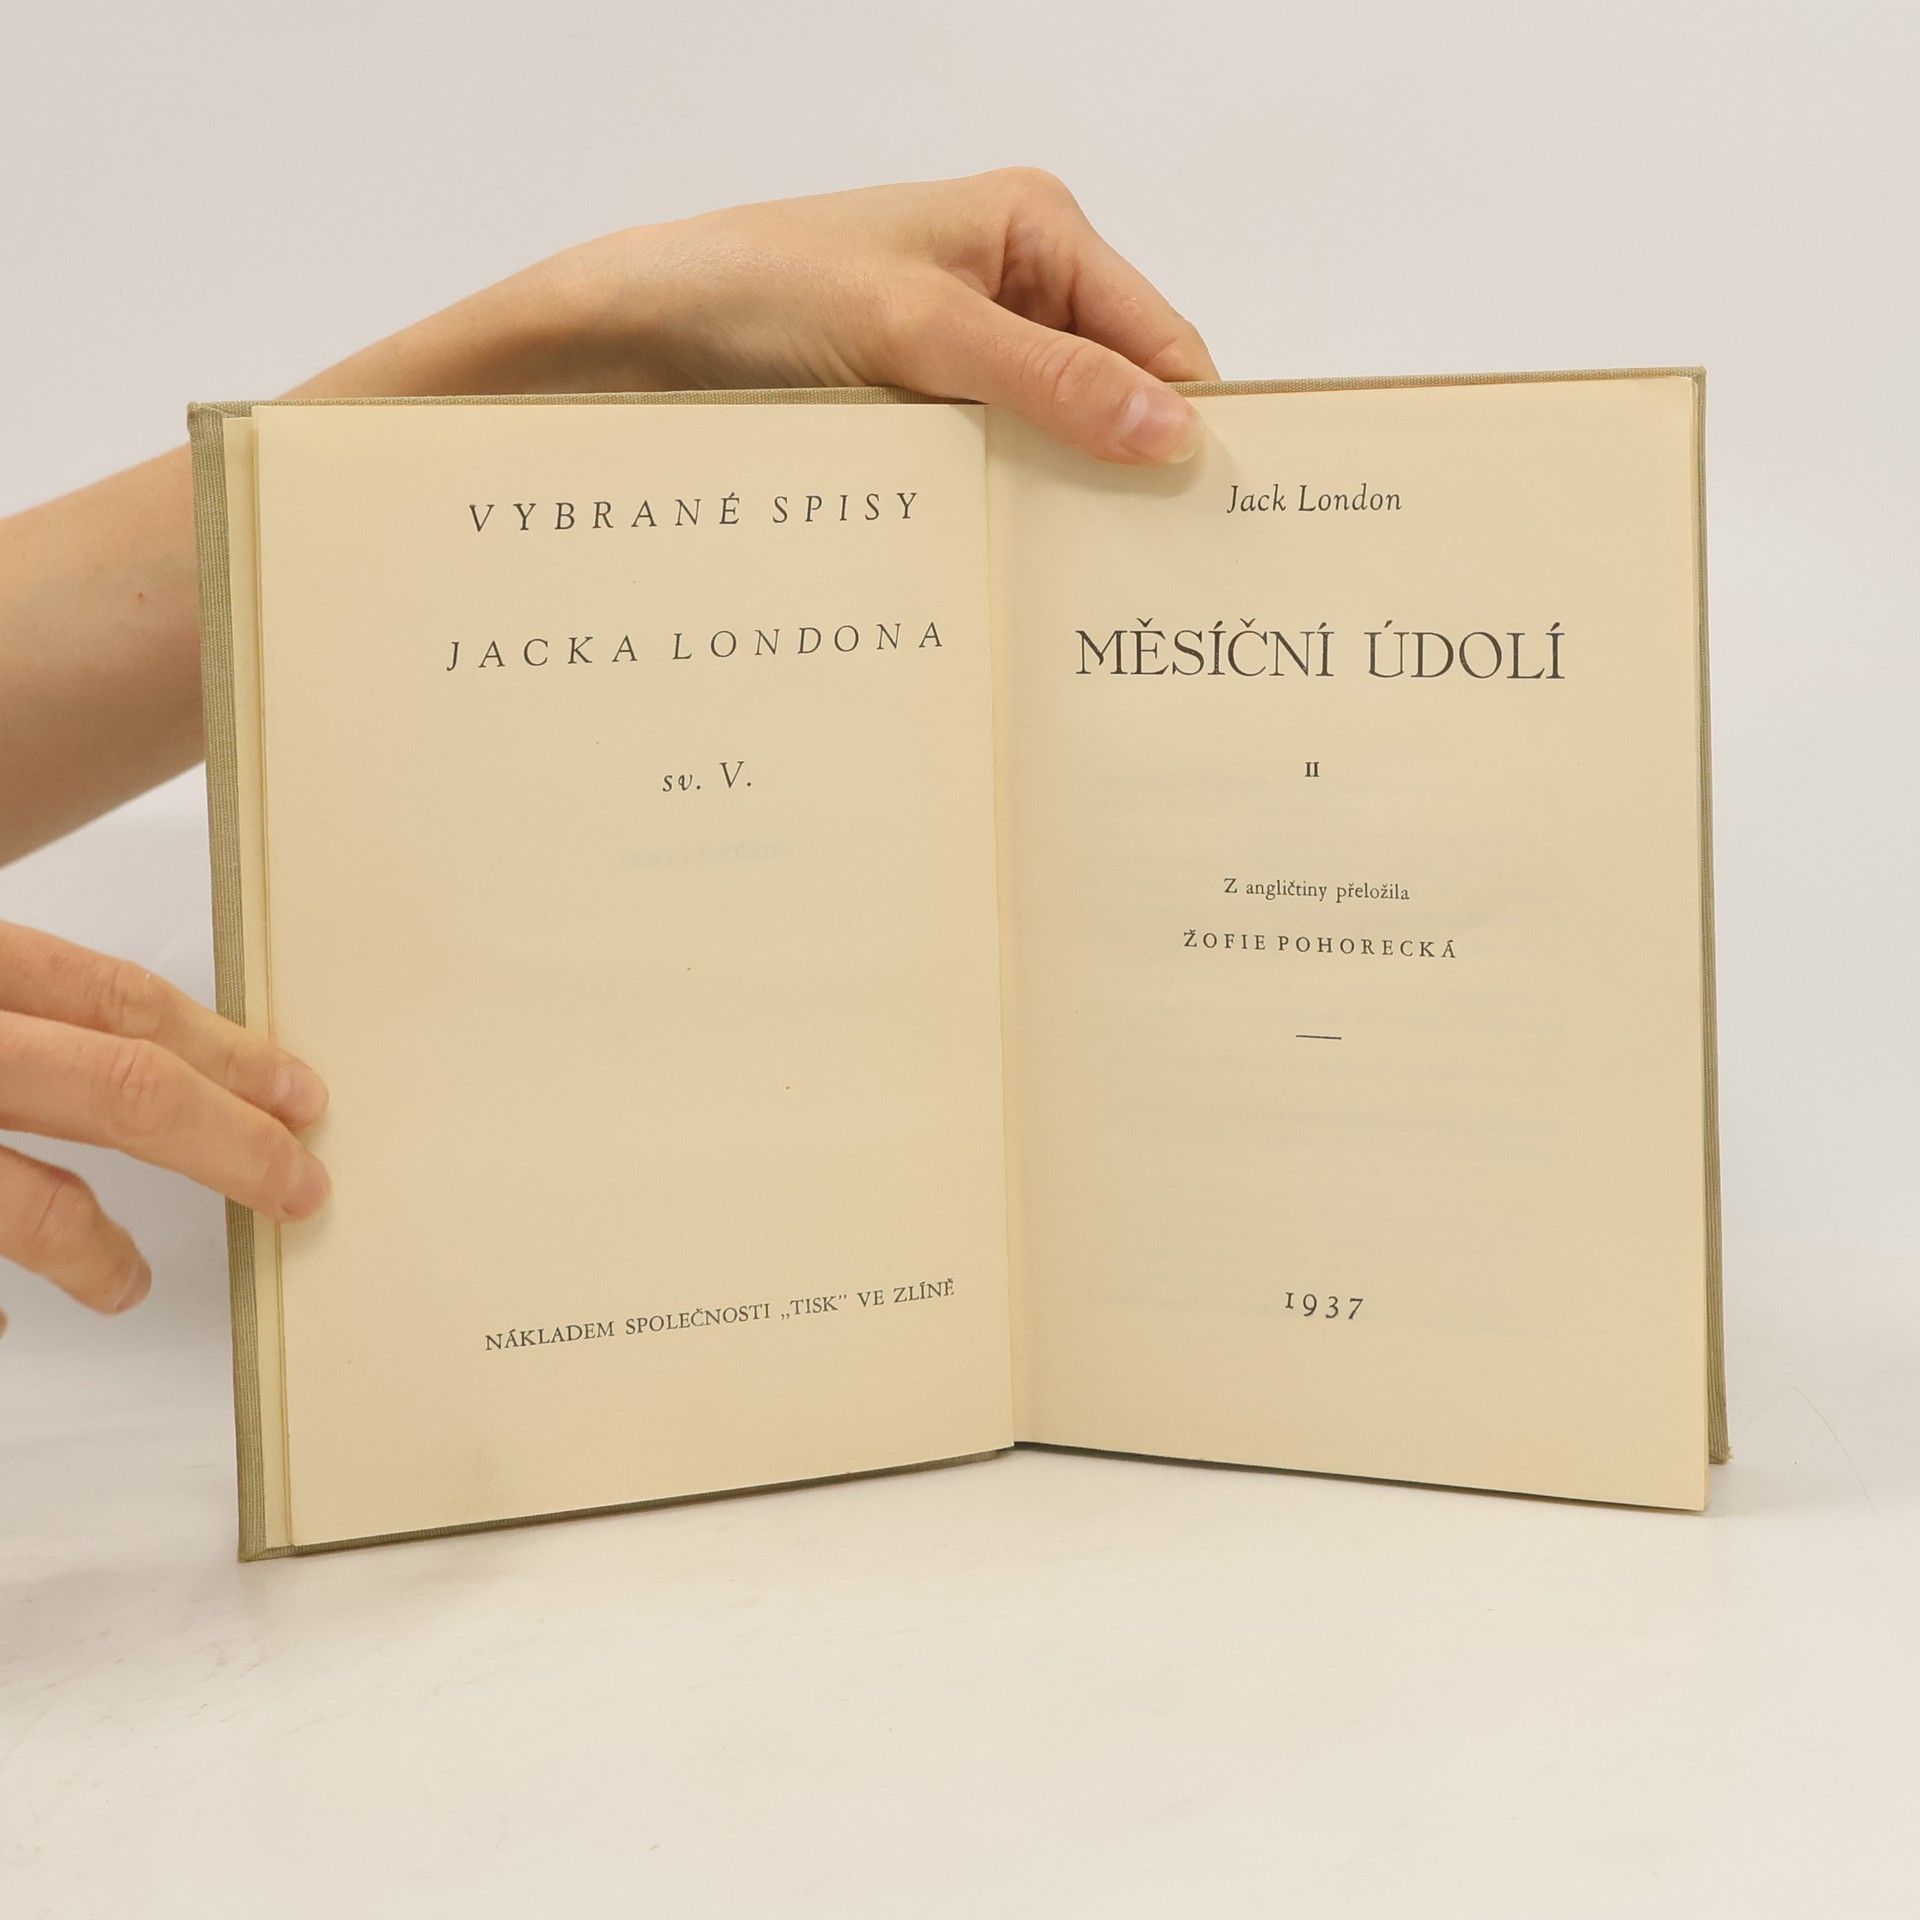 VYBRANÉ SPISY
JACKA LONDONA
sv. V.
NÁKLADEM SPOLEČNOSTI „TISK" VE ZLÍNĚ
Jack London
MĚSÍČNÍ ÚDOLÍ
II
Z angličtiny přeložila
ŽOFIE POHORECKÁ
1937